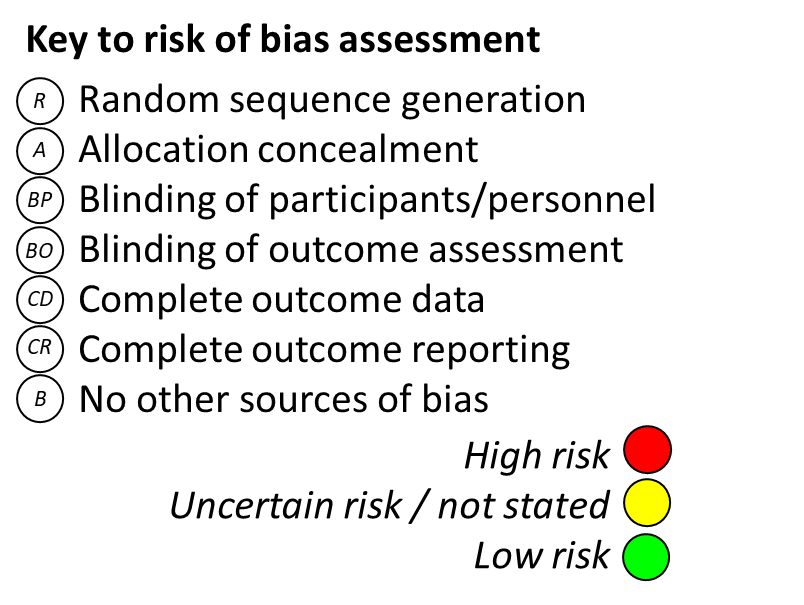 Key to risk of bias assessment
R Random sequence generation
A Allocation concealment
BP Blinding of participants/personnel
BO Blinding of outcome assessment
CD Complete outcome data
CR Complete outcome reporting
B No other sources of bias
High risk
Uncertain risk / not stated
Low risk